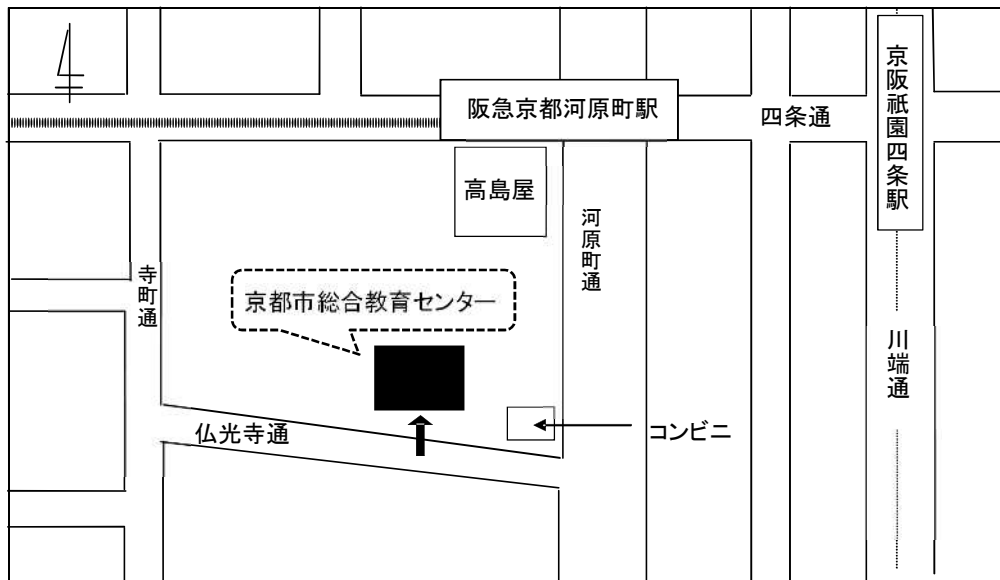 阪急京都河原町駅
四条通
京阪祇園四条駅
高島屋
河原町通
寺町通
京都市総合教育センター
川端通
仏光寺通
コンビニ